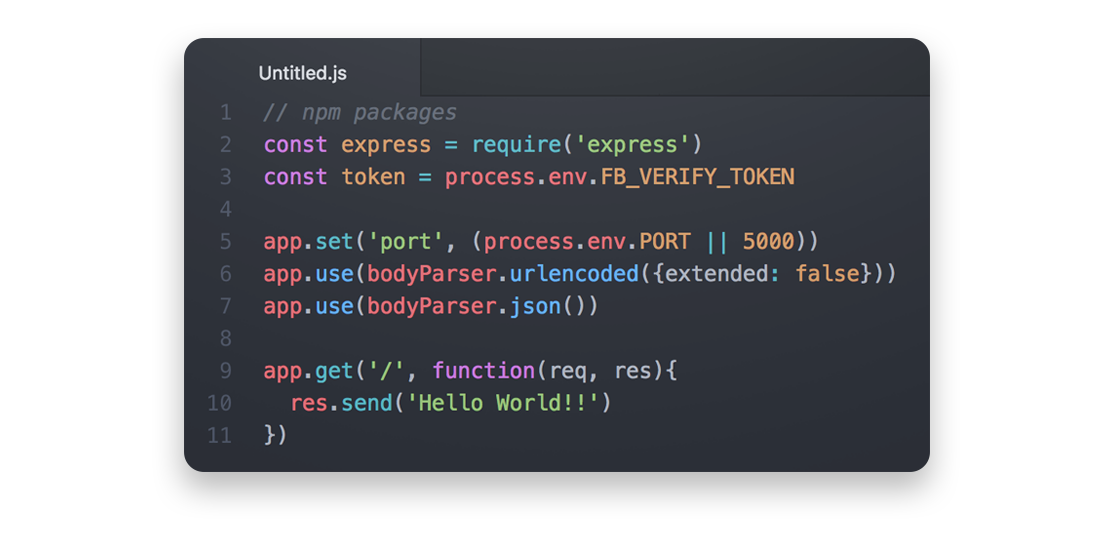 Untitled.js
1 // npm packages
2 const express = require('express')
3 const token = process.env.FB_VERIFY_TOKEN
4
5 app.set('port', (process.env.PORT || 5000))
6 app.use(bodyParser.urlencoded({extended: false}))
7 app.use(bodyParser.json())
8
9 app.get('/', function(req, res){
10   res.send('Hello World!!')
11 })